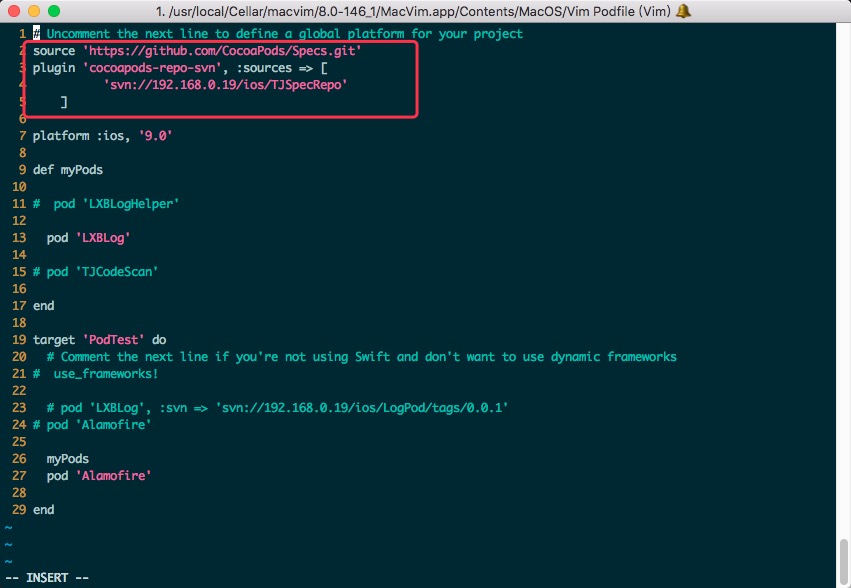 1. /usr/local/Cellar/macvim/8.0-146_1/MacVim.app/Contents/MacOS/Vim Podfile (Vim)
1 # Uncomment the next line to define a global platform for your project
2 source 'https://github.com/CocoaPods/Specs.git'
3 plugin 'cocoapods-repo-svn', :sources => [
4 'svn://192.168.0.19/ios/TJSpecRepo'
5 ]
6
7 platform :ios, '9.0'
8
9 def myPods
10
11 #  pod 'LXBLogHelper'
12
13   pod 'LXBLog'
14
15 # pod 'TJCodeScan'
16
17 end
18
19 target 'PodTest' do
20   # Comment the next line if you're not using Swift and don't want to use dynamic frameworks
21 #  use_frameworks!
22
23   # pod 'LXBLog', :svn => 'svn://192.168.0.19/ios/LogPod/tags/0.0.1'
24 # pod 'Alamofire'
25
26   myPods
27   pod 'Alamofire'
28
29 end
~
~
~
-- INSERT --